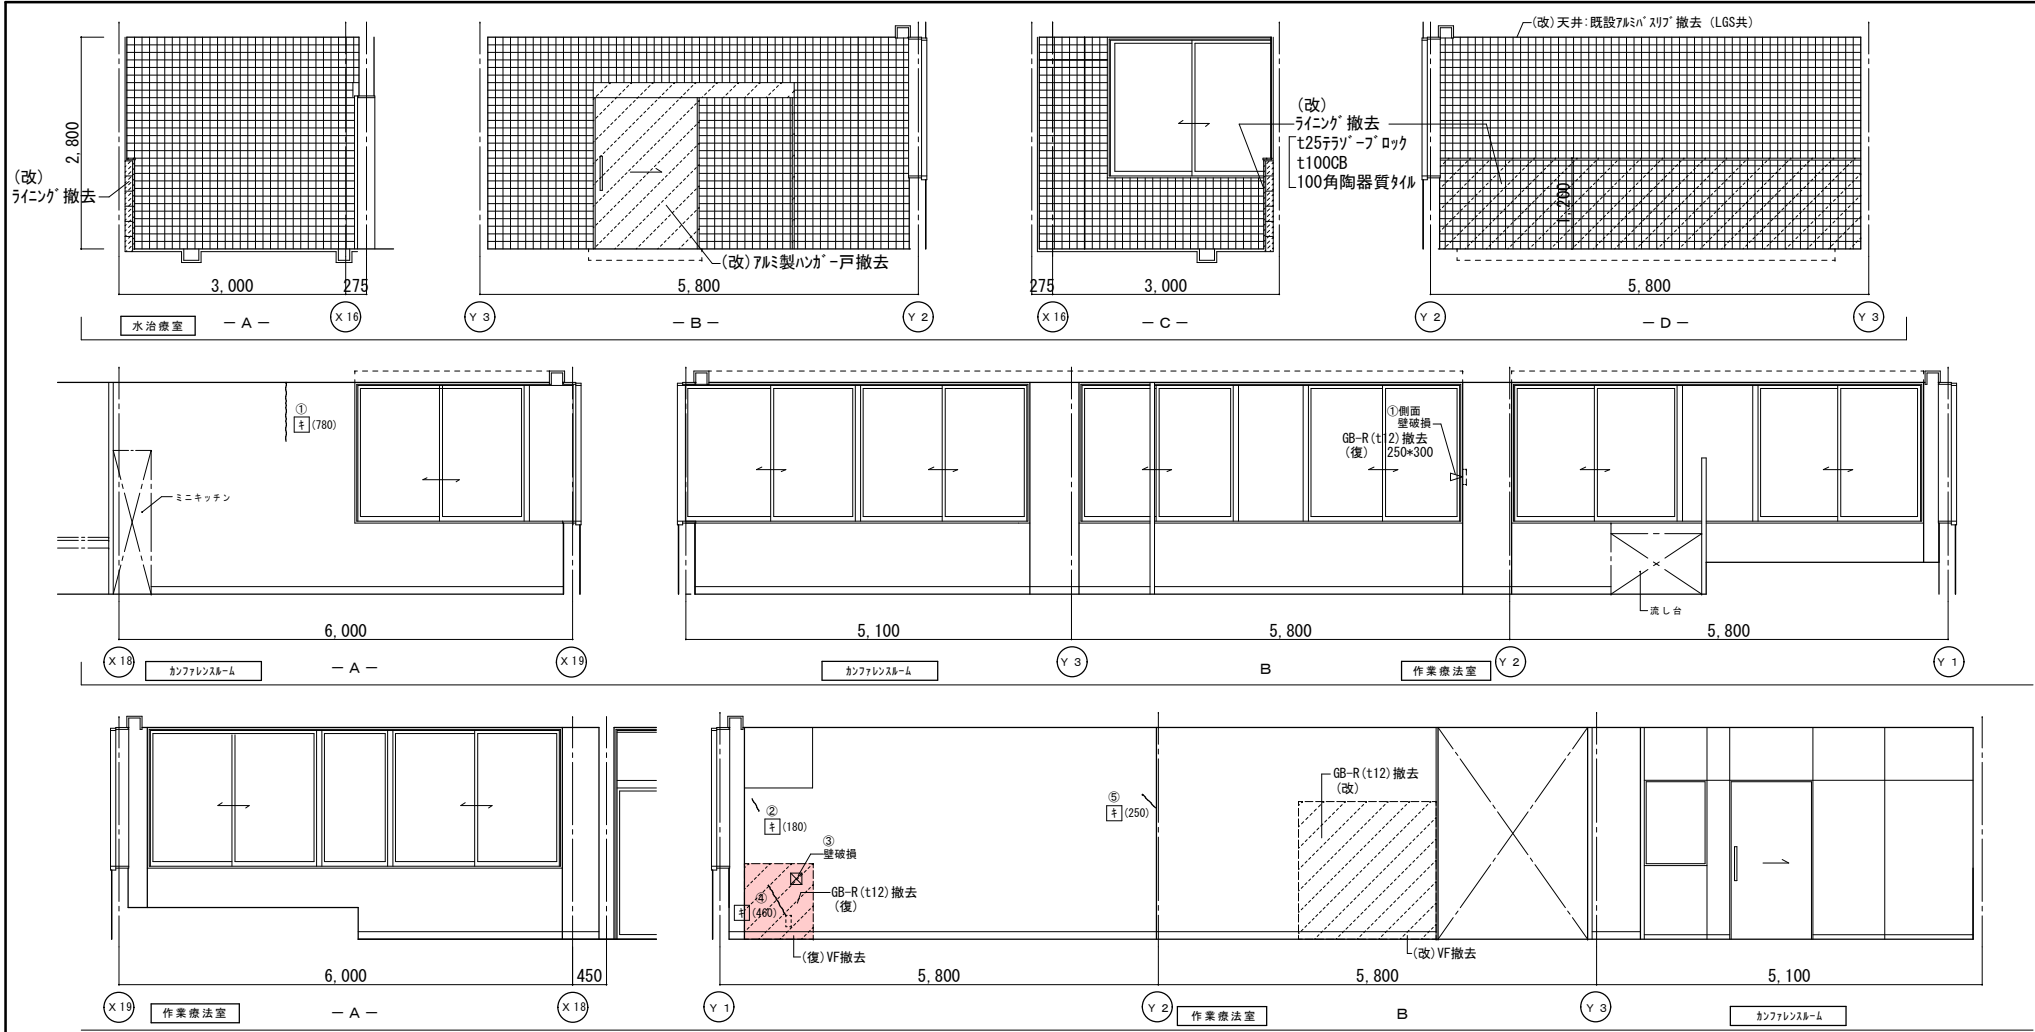 (改)天井:既設アルミバスリブ撤去 (LGS共)
2,800
(改)
ライニング撤去
(改)アルミ製ハンガー戸撤去
(改)
ライニング撤去
t25テラゾーブロック
t100CB
100角陶器質タイル
1,200
3,000
275
5,800
275
3,000
5,800
水治療室
-A-
X16
Y3
-B-
Y2
X16
-C-
Y2
-D-
Y3
①
キ(780)
ミニキッチン
①側面
壁破損
GB-R(t12)撤去
(復) 250*300
流し台
6,000
5,100
5,800
5,800
X18
カンファレンスルーム
-A-
X19
カンファレンスルーム
Y3
B
作業療法室
Y2
Y1
②
キ(180)
③
壁破損
④
キ(460)
GB-R(t12)撤去
(復)
(復)VF撤去
⑤
キ(250)
GB-R(t12)撤去
(改)
(改)VF撤去
6,000
450
5,800
5,800
5,100
X19
作業療法室
-A-
X18
Y1
Y2
作業療法室
B
Y3
カンファレンスルーム